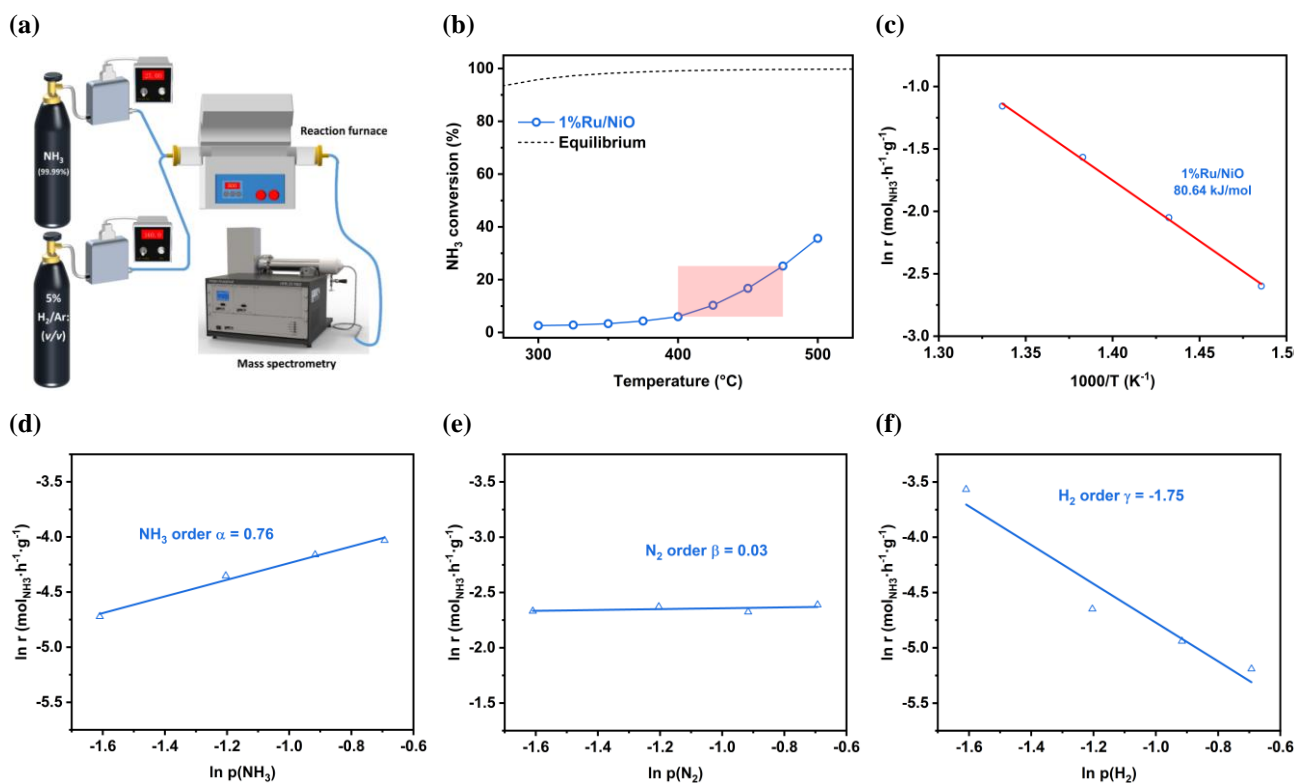 (a)
NH3
(99.99%)
5%
H2/Ar:
(v/v)
Reaction furnace
Mass spectrometry
(b)
100
80
60
40
20
0
NH3 conversion (%)
1%Ru/NiO
Equilibrium
300
400
500
Temperature (°C)
(c)
-1.0
-1.5
-2.0
-2.5
-3.0
ln r (molNH3·h-1·g-1)
1%Ru/NiO
80.64 kJ/mol
1.30
1.35
1.40
1.45
1.50
1000/T (K-1)
(d)
-3.5
-4.0
-4.5
-5.0
-5.5
ln r (molNH3·h-1·g-1)
NH3 order α = 0.76
-1.6
-1.4
-1.2
-1.0
-0.8
-0.6
ln p(NH3)
(e)
-3.5
-3.0
-2.5
-2.0
-1.5
ln r (molNH3·h-1·g-1)
N2 order β = 0.03
-1.6
-1.4
-1.2
-1.0
-0.8
-0.6
ln p(N2)
(f)
-3.5
-4.0
-4.5
-5.0
-5.5
ln r (molNH3·h-1·g-1)
H2 order γ = -1.75
-1.6
-1.4
-1.2
-1.0
-0.8
-0.6
ln p(H2)